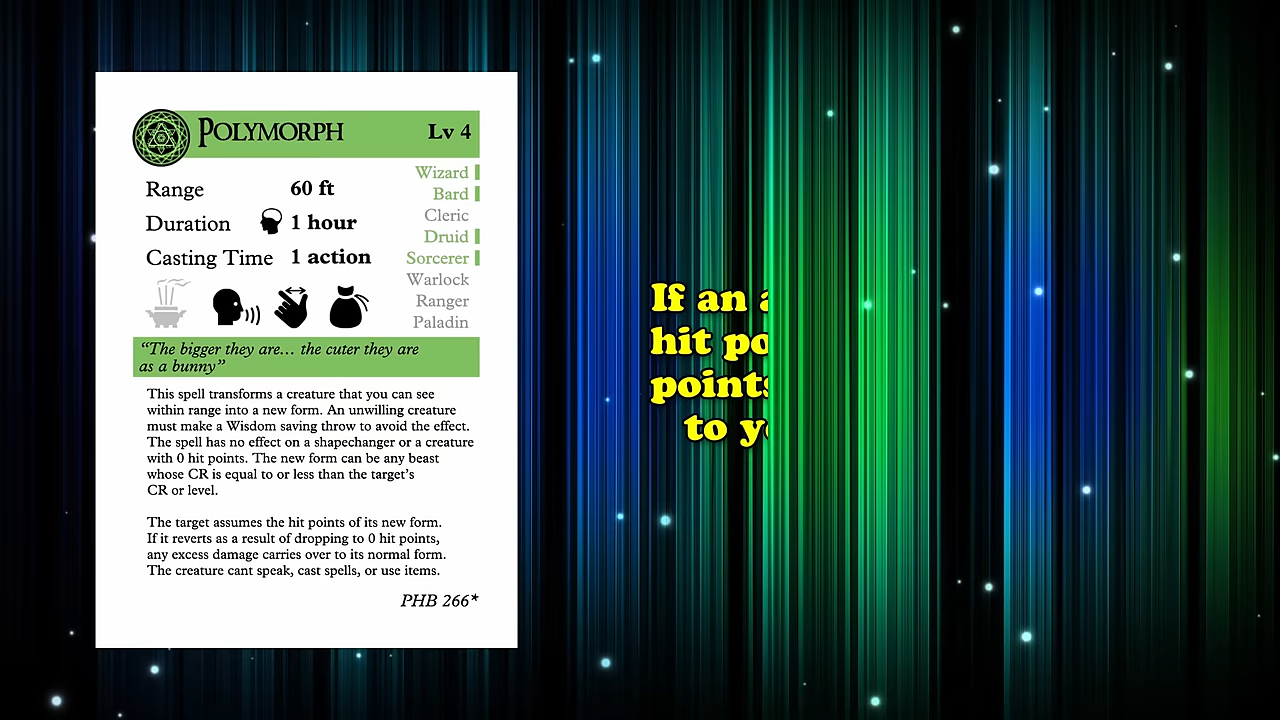 POLYMORPH Lv 4
Wizard
Range 60 ft
Bard
Cleric
Duration 1 hour
Druid
Casting Time 1 action
Sorcerer
Warlock
Ranger
Paladin
“The bigger they are... the cuter they are
as a bunny”
This spell transforms a creature that you can see
within range into a new form. An unwilling creature
must make a Wisdom saving throw to avoid the effect.
The spell has no effect on a shapechanger or a creature
with 0 hit points. The new form can be any beast
whose CR is equal to or less than the target's
CR or level.
The target assumes the hit points of its new form.
If it reverts as a result of dropping to 0 hit points,
any excess damage carries over to its normal form.
The creature cant speak, cast spells, or use items.
PHB 266*
If an
hit
points
to